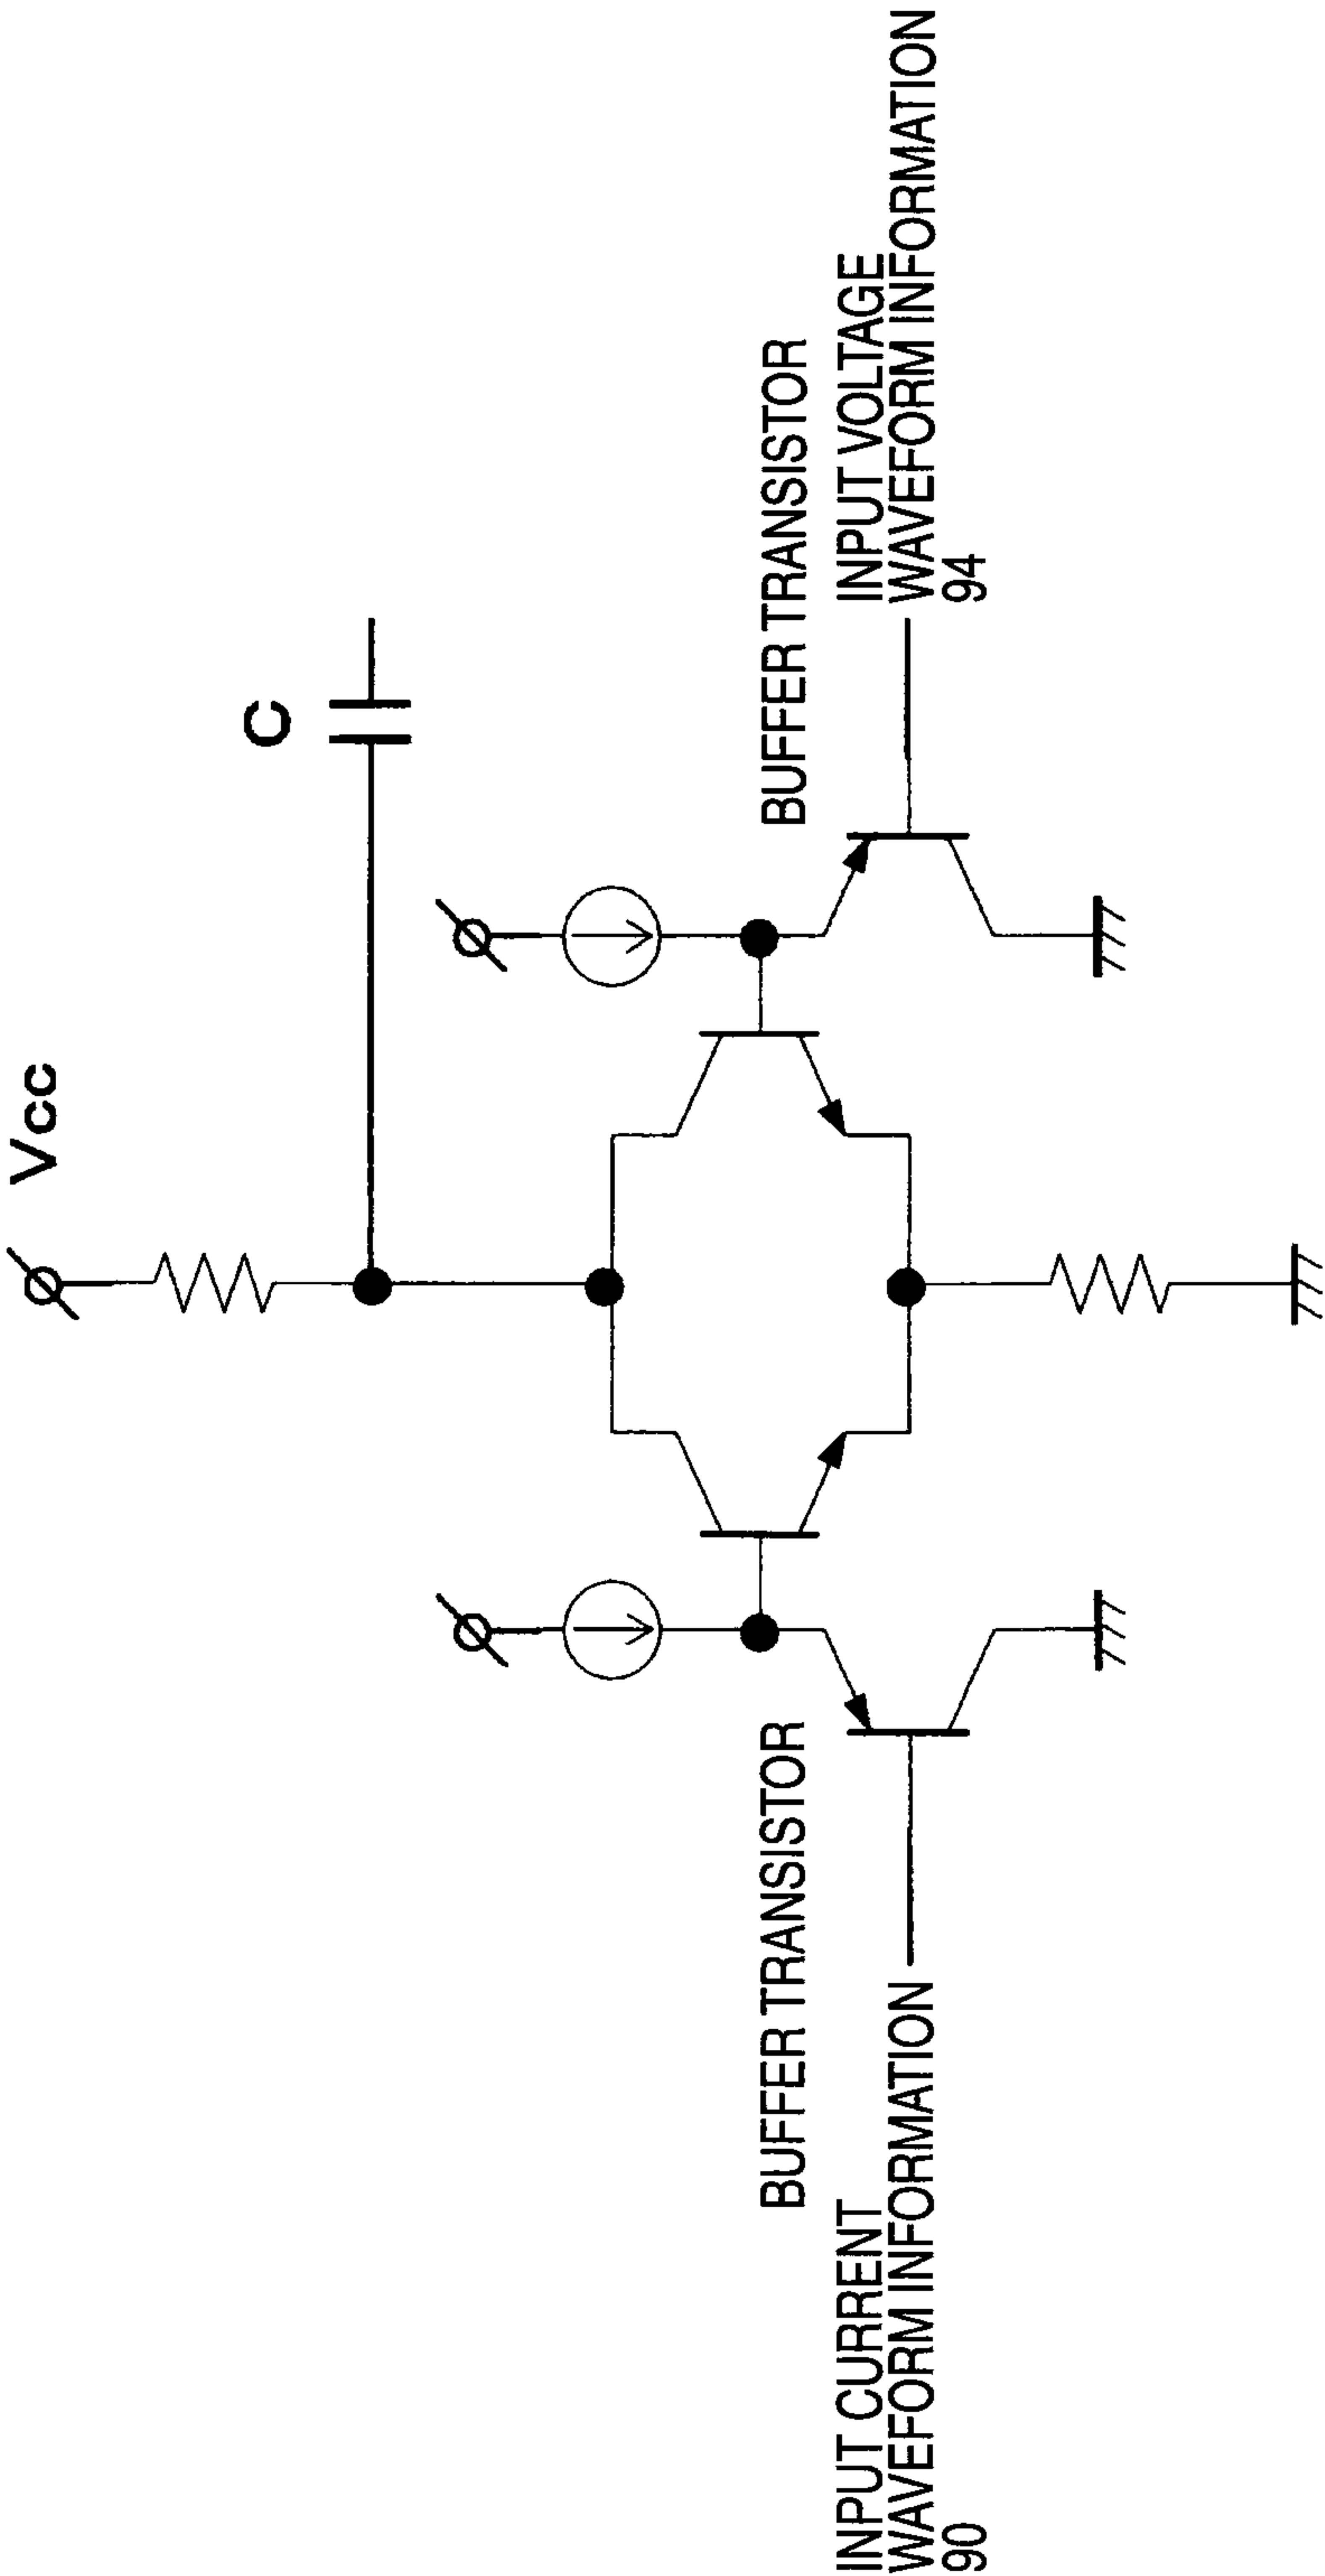 Vcc
C
BUFFER TRANSISTOR
BUFFER TRANSISTOR
INPUT CURRENT
WAVEFORM INFORMATION
90
INPUT VOLTAGE
WAVEFORM INFORMATION
94